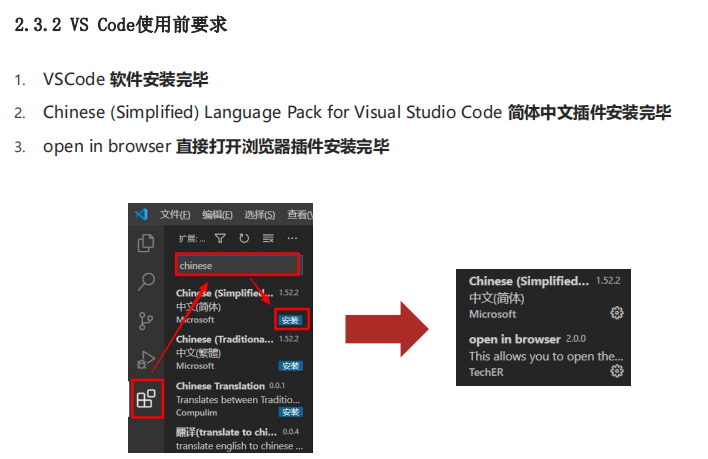 2.3.2 VS Code使用前要求
1. VSCode 软件安装完毕
2. Chinese (Simplified) Language Pack for Visual Studio Code 简体中文插件安装完毕
3. open in browser 直接打开浏览器插件安装完毕
文件(F) 编辑(E) 选择(S) 查看(V
扩展: ...
chinese
Chinese (Simplified... 1.52.2
中文(简体)
Microsoft 安装
Chinese (Traditiona... 1.52.2
中文(繁體)
Microsoft 安装
Chinese Translation 0.0.1
Translates between Traditio...
Compulim 安装
翻译(translate to chi... 0.0.4
translate english to chinese ...
Chinese (Simplified... 1.52.2
中文(简体)
Microsoft
open in browser 2.0.0
This allows you to open the...
TechER